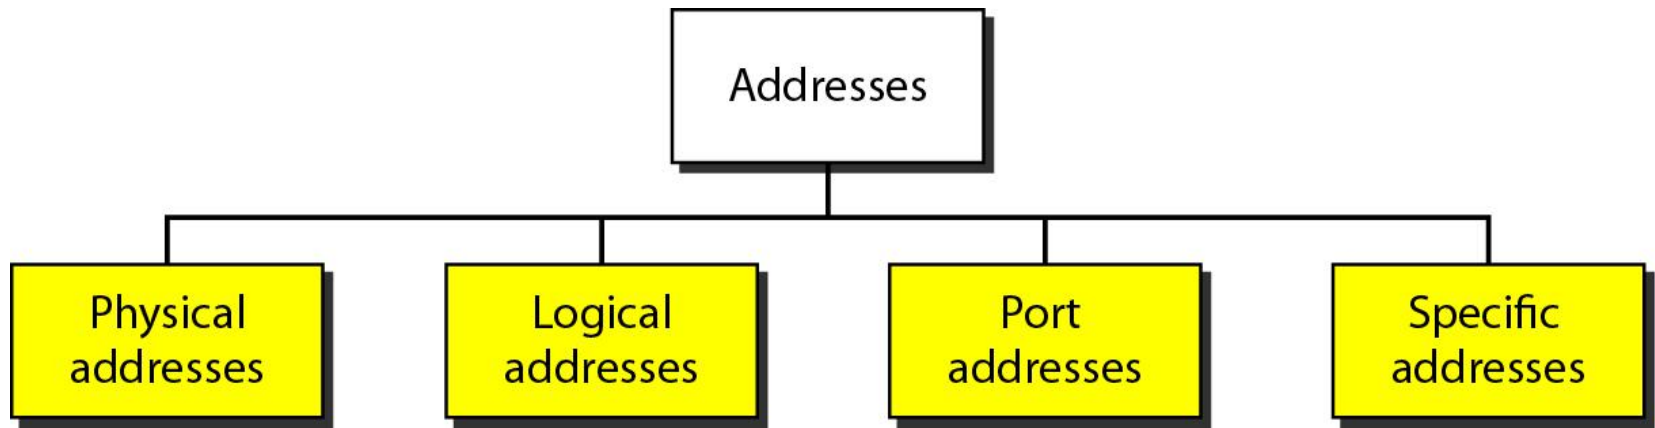 Addresses
Physical
addresses
Logical
addresses
Port
addresses
Specific
addresses